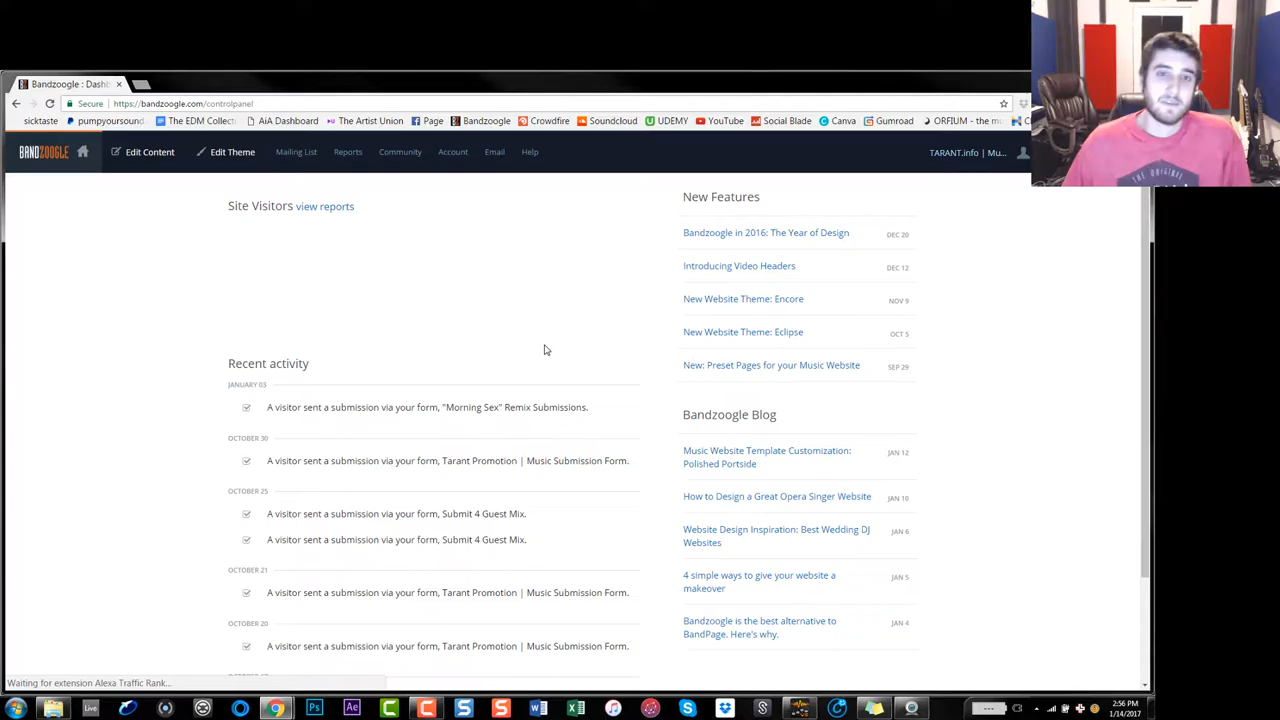 Bandzoogle : Dashb
Secure https://bandzoogle.com/controlpanel
sicktaste pumpyoursound The EDM Collect AiA Dashboard The Artist Union Page Bandzoogle Crowdfire Soundcloud UDEMY YouTube Social Blade Canva Gumroad ORFIUM - the m
BANDZOOGLE Edit Content Edit Theme Mailing List Reports Community Account Email Help TARANT.info | Mu...
Site Visitors view reports
Recent activity
JANUARY 03
A visitor sent a submission via your form, "Morning Sex" Remix Submissions.
OCTOBER 30
A visitor sent a submission via your form, Tarant Promotion | Music Submission Form.
OCTOBER 25
A visitor sent a submission via your form, Submit 4 Guest Mix.
A visitor sent a submission via your form, Submit 4 Guest Mix.
OCTOBER 21
A visitor sent a submission via your form, Tarant Promotion | Music Submission Form.
OCTOBER 20
A visitor sent a submission via your form, Tarant Promotion | Music Submission Form.
New Features
Bandzoogle in 2016: The Year of Design DEC 20
Introducing Video Headers DEC 12
New Website Theme: Encore NOV 9
New Website Theme: Eclipse OCT 5
New: Preset Pages for your Music Website SEP 29
Bandzoogle Blog
Music Website Template Customization: JAN 12
Polished Portside
How to Design a Great Opera Singer Website JAN 10
Website Design Inspiration: Best Wedding DJ JAN 6
Websites
4 simple ways to give your website a JAN 5
makeover
Bandzoogle is the best alternative to JAN 4
BandPage. Here's why.
Waiting for extension Alexa Traffic Rank...
THE ORIGINAL
Live Ps Ae
2:56 PM
1/14/2017